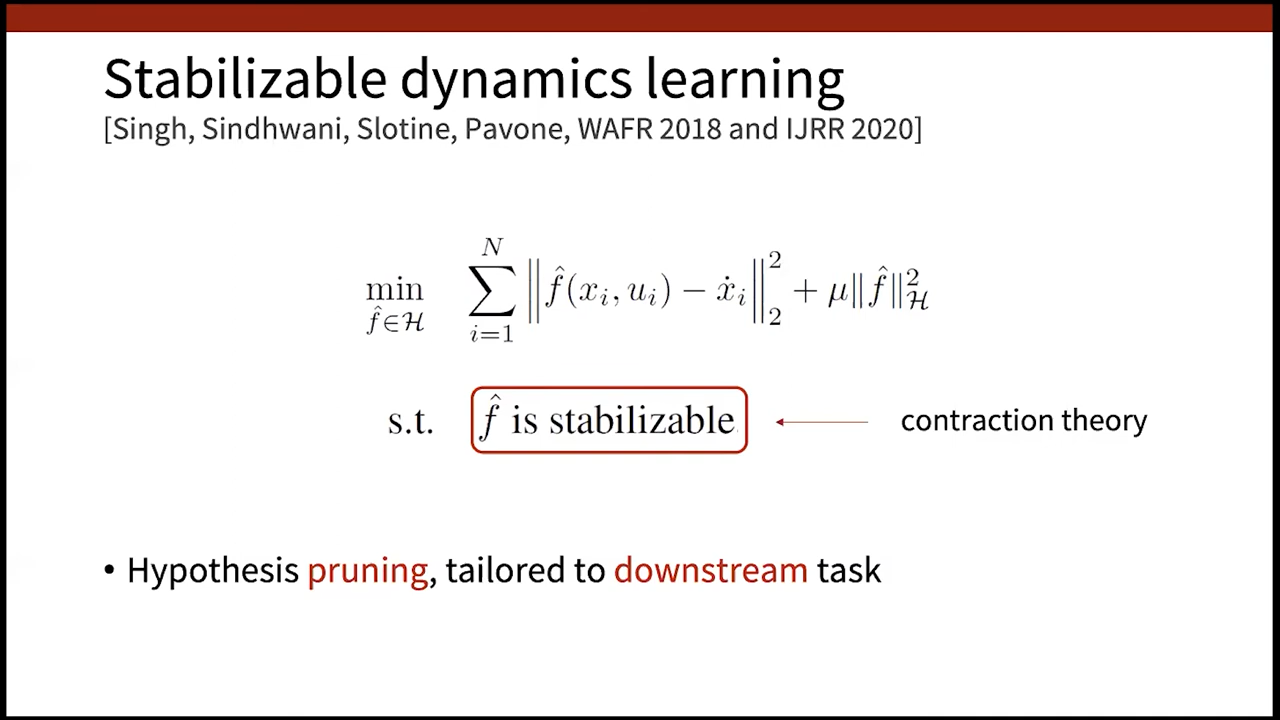 Stabilizable dynamics learning
[Singh, Sindhwani, Slotine, Pavone, WAFR 2018 and IJRR 2020]
min_{f̂∈ℋ} ∑_{i=1}^{N} ‖f̂(x_i, u_i) − ẋ_i‖_2^2 + μ‖f̂‖_ℋ^2
s.t. f̂ is stabilizable ← contraction theory
• Hypothesis pruning, tailored to downstream task